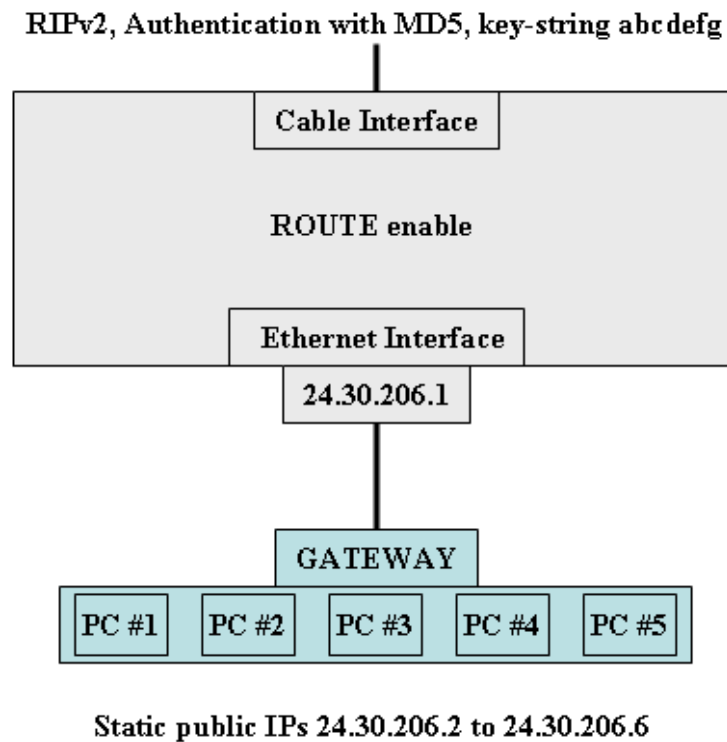 RIPv2, Authentication with MD5, key-string abcdefg
Cable Interface
ROUTE enable
Ethernet Interface
24.30.206.1
GATEWAY
PC #1
PC #2
PC #3
PC #4
PC #5
Static public IPs 24.30.206.2 to 24.30.206.6